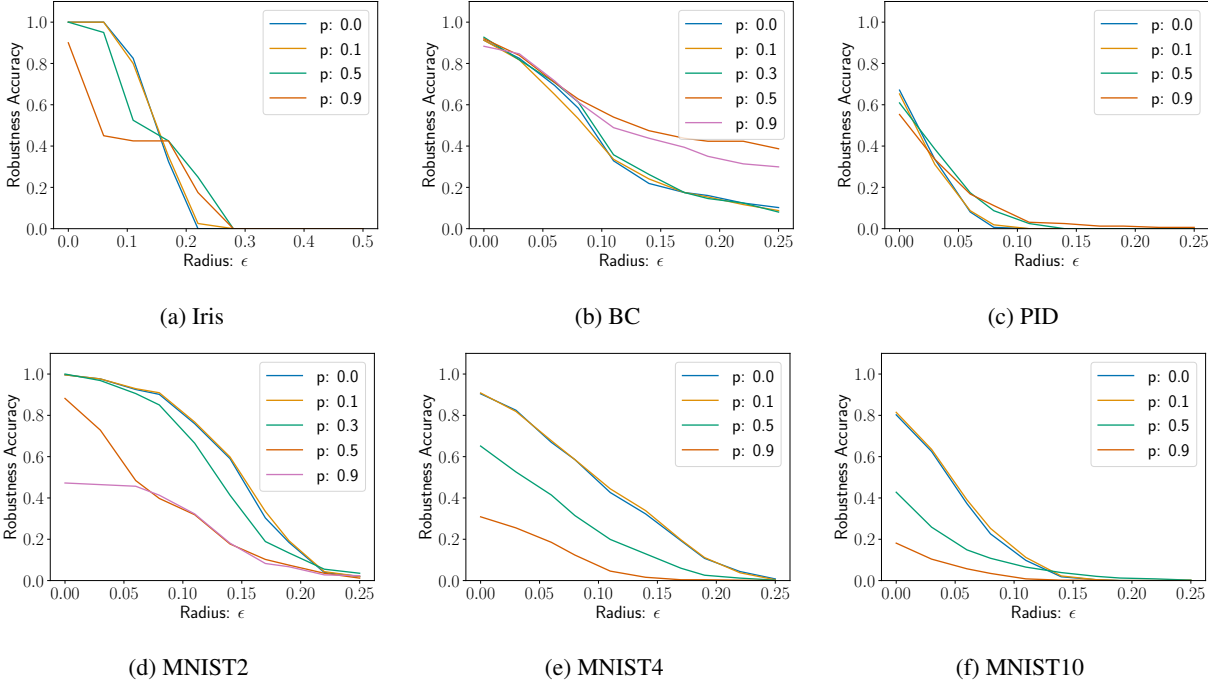 Robustness Accuracy
1.0
0.8
0.6
0.4
0.2
0.0
0.0 0.1 0.2 0.3 0.4 0.5
Radius: ϵ
p: 0.0
p: 0.1
p: 0.5
p: 0.9
(a) Iris
Robustness Accuracy
1.0
0.8
0.6
0.4
0.2
0.0
0.00 0.05 0.10 0.15 0.20 0.25
Radius: ϵ
p: 0.0
p: 0.1
p: 0.3
p: 0.5
p: 0.9
(b) BC
Robustness Accuracy
1.0
0.8
0.6
0.4
0.2
0.0
0.00 0.05 0.10 0.15 0.20 0.25
Radius: ϵ
p: 0.0
p: 0.1
p: 0.5
p: 0.9
(c) PID
Robustness Accuracy
1.0
0.8
0.6
0.4
0.2
0.0
0.00 0.05 0.10 0.15 0.20 0.25
Radius: ϵ
p: 0.0
p: 0.1
p: 0.3
p: 0.5
p: 0.9
(d) MNIST2
Robustness Accuracy
1.0
0.8
0.6
0.4
0.2
0.0
0.00 0.05 0.10 0.15 0.20 0.25
Radius: ϵ
p: 0.0
p: 0.1
p: 0.5
p: 0.9
(e) MNIST4
Robustness Accuracy
1.0
0.8
0.6
0.4
0.2
0.0
0.00 0.05 0.10 0.15 0.20 0.25
Radius: ϵ
p: 0.0
p: 0.1
p: 0.5
p: 0.9
(f) MNIST10